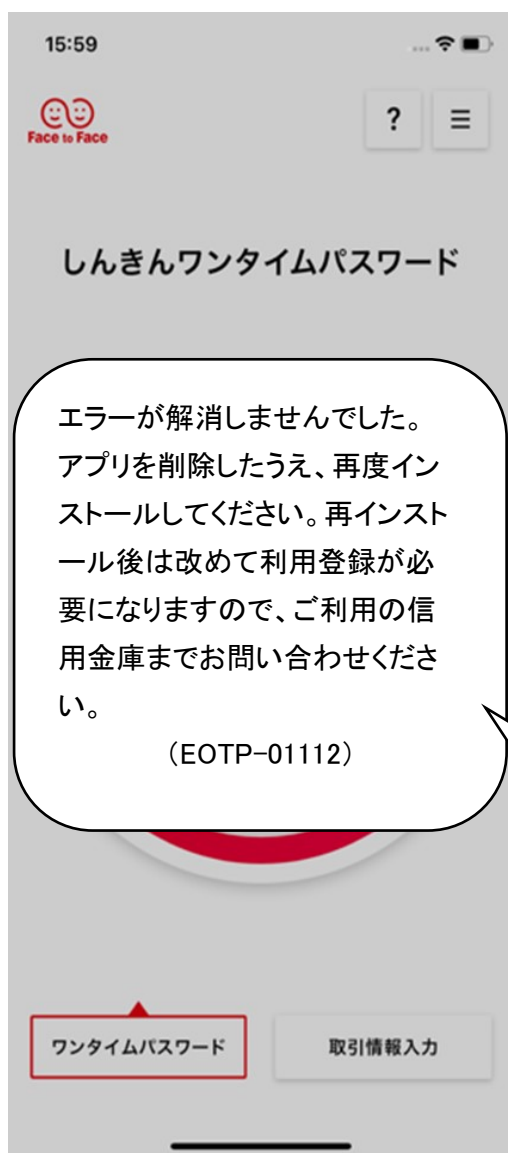 15:59
Face to Face
?
しんきんワンタイムパスワード
エラーが解消しませんでした。
アプリを削除したうえ、再度イン
ストールしてください。再インスト
ール後は改めて利用登録が必
要になりますので、ご利用の信
用金庫までお問い合わせくださ
い。
（EOTP-01112）
ワンタイムパスワード
取引情報入力